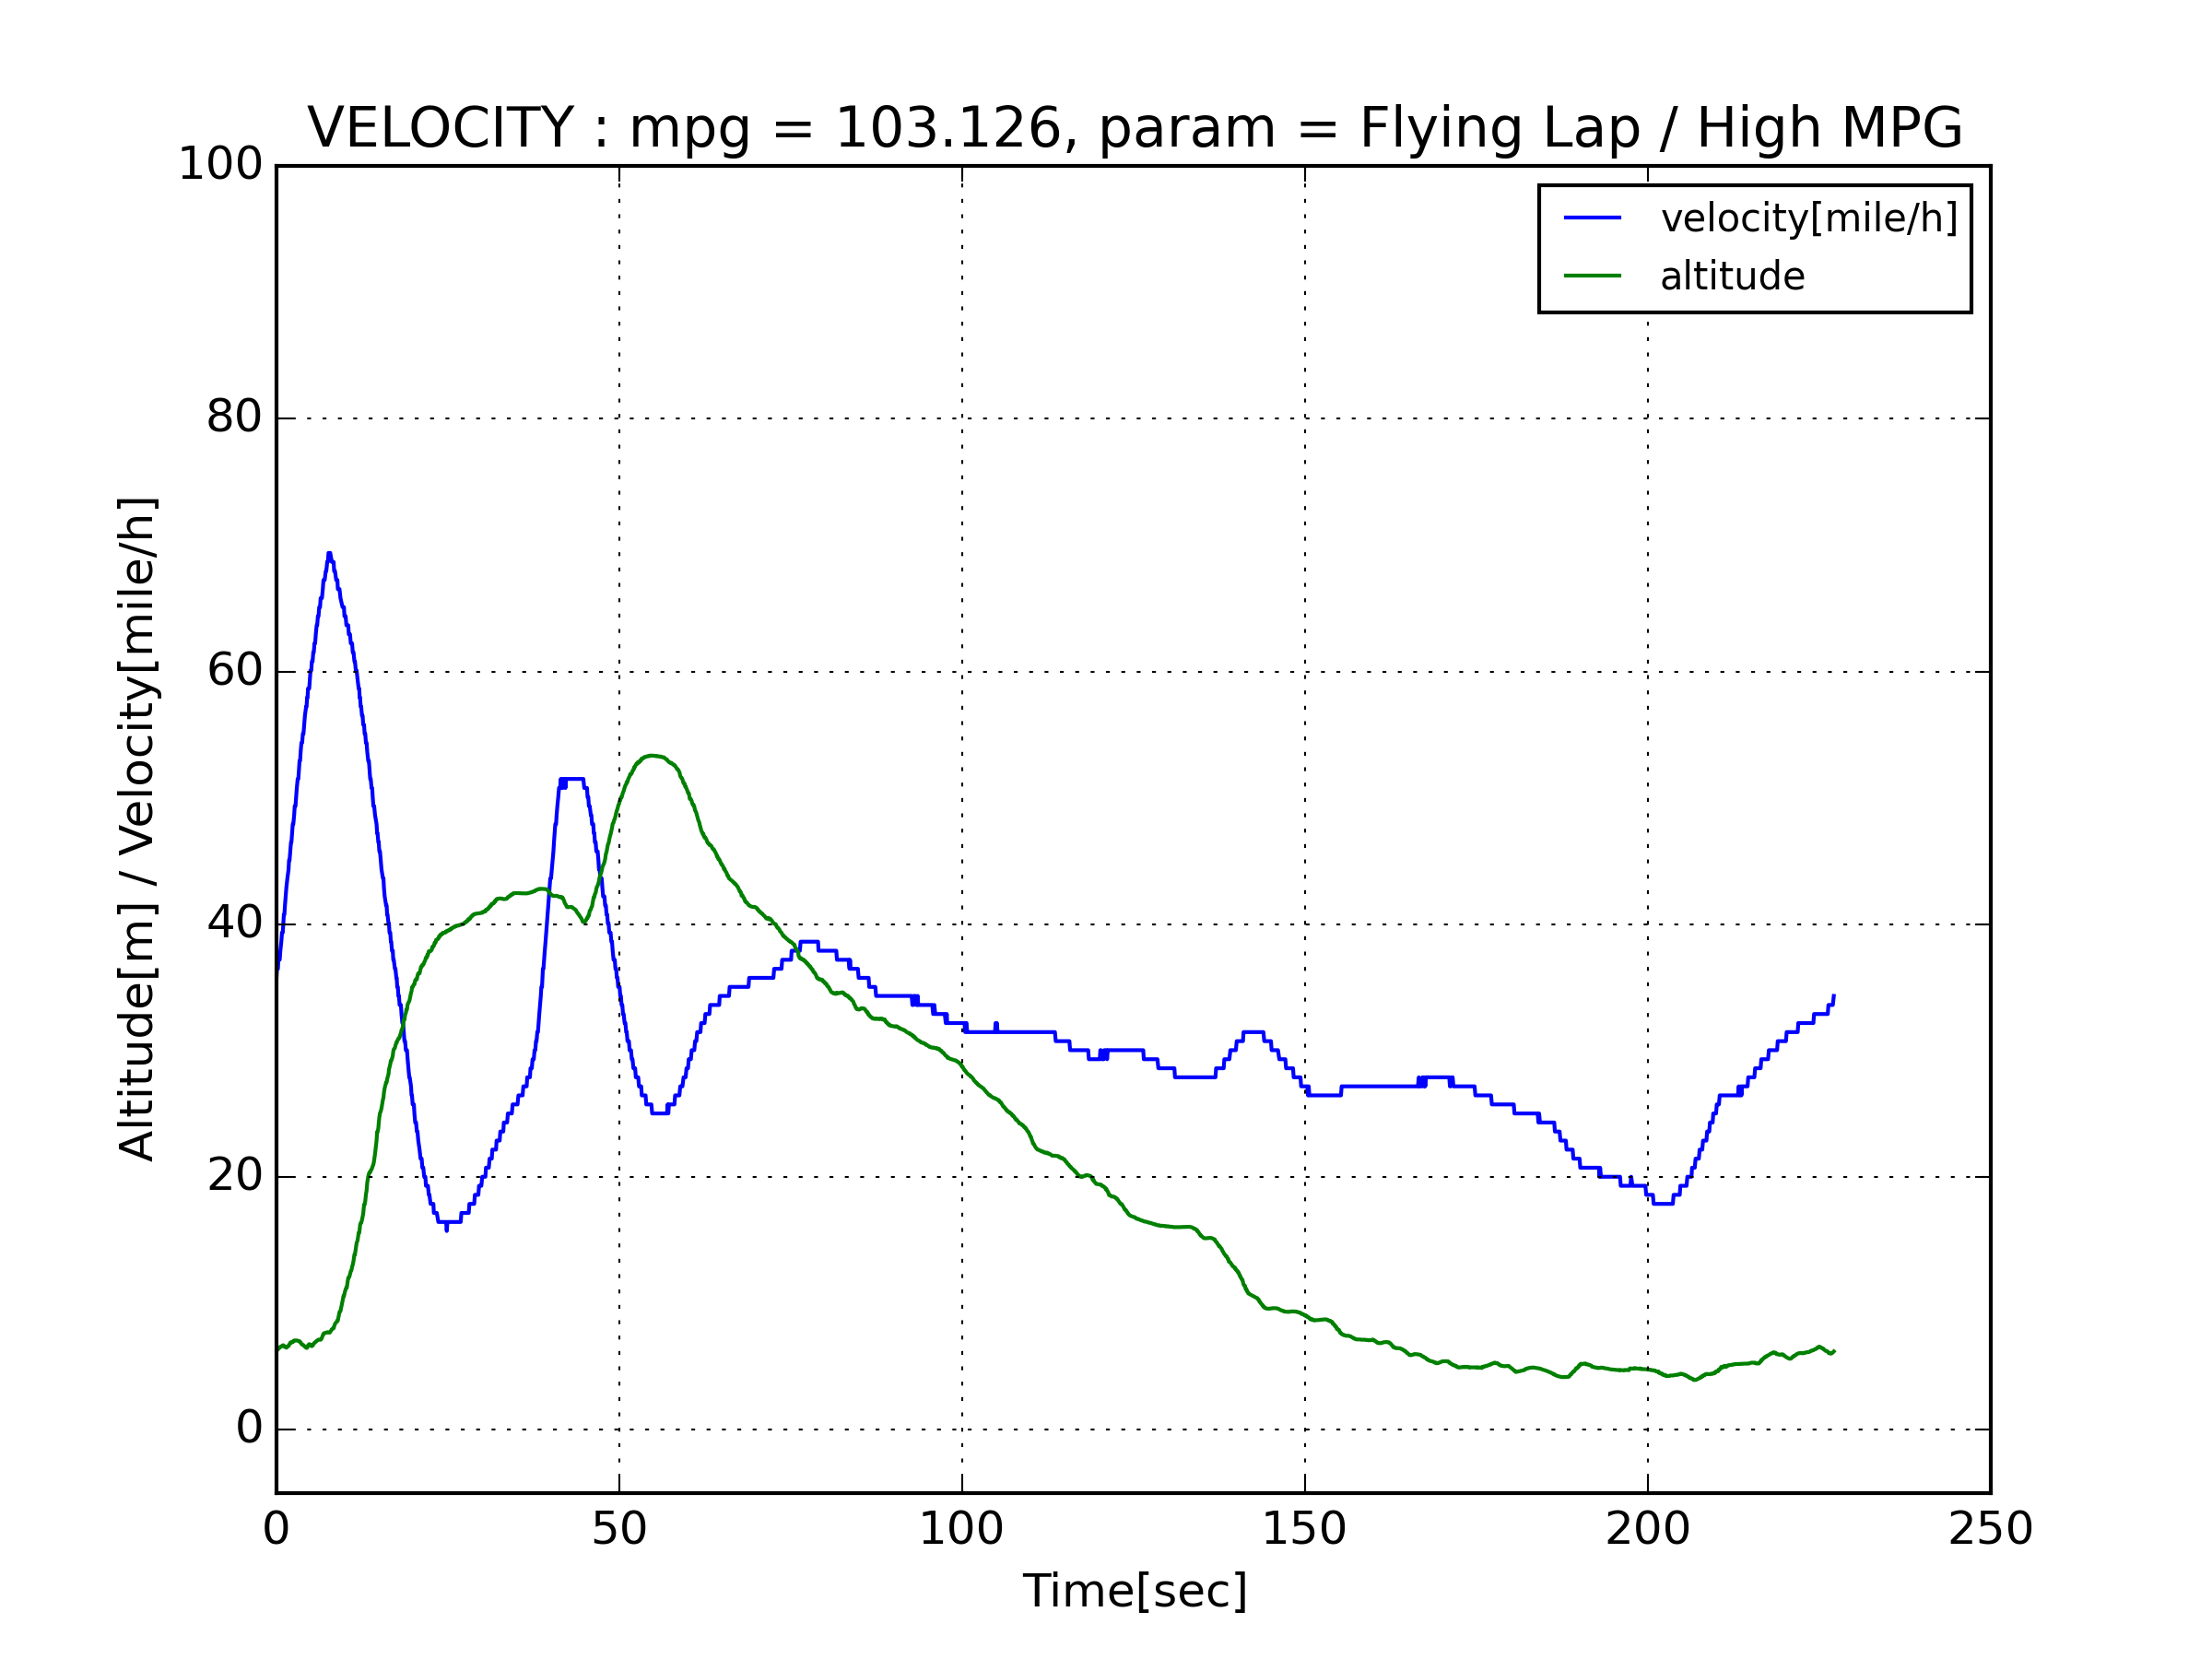 VELOCITY : mpg = 103.126, param = Flying Lap / High MPG
velocity[mile/h]
altitude
100
80
60
40
20
0
Altitude[m] / Velocity[mile/h]
0 50 100 150 200 250
Time[sec]